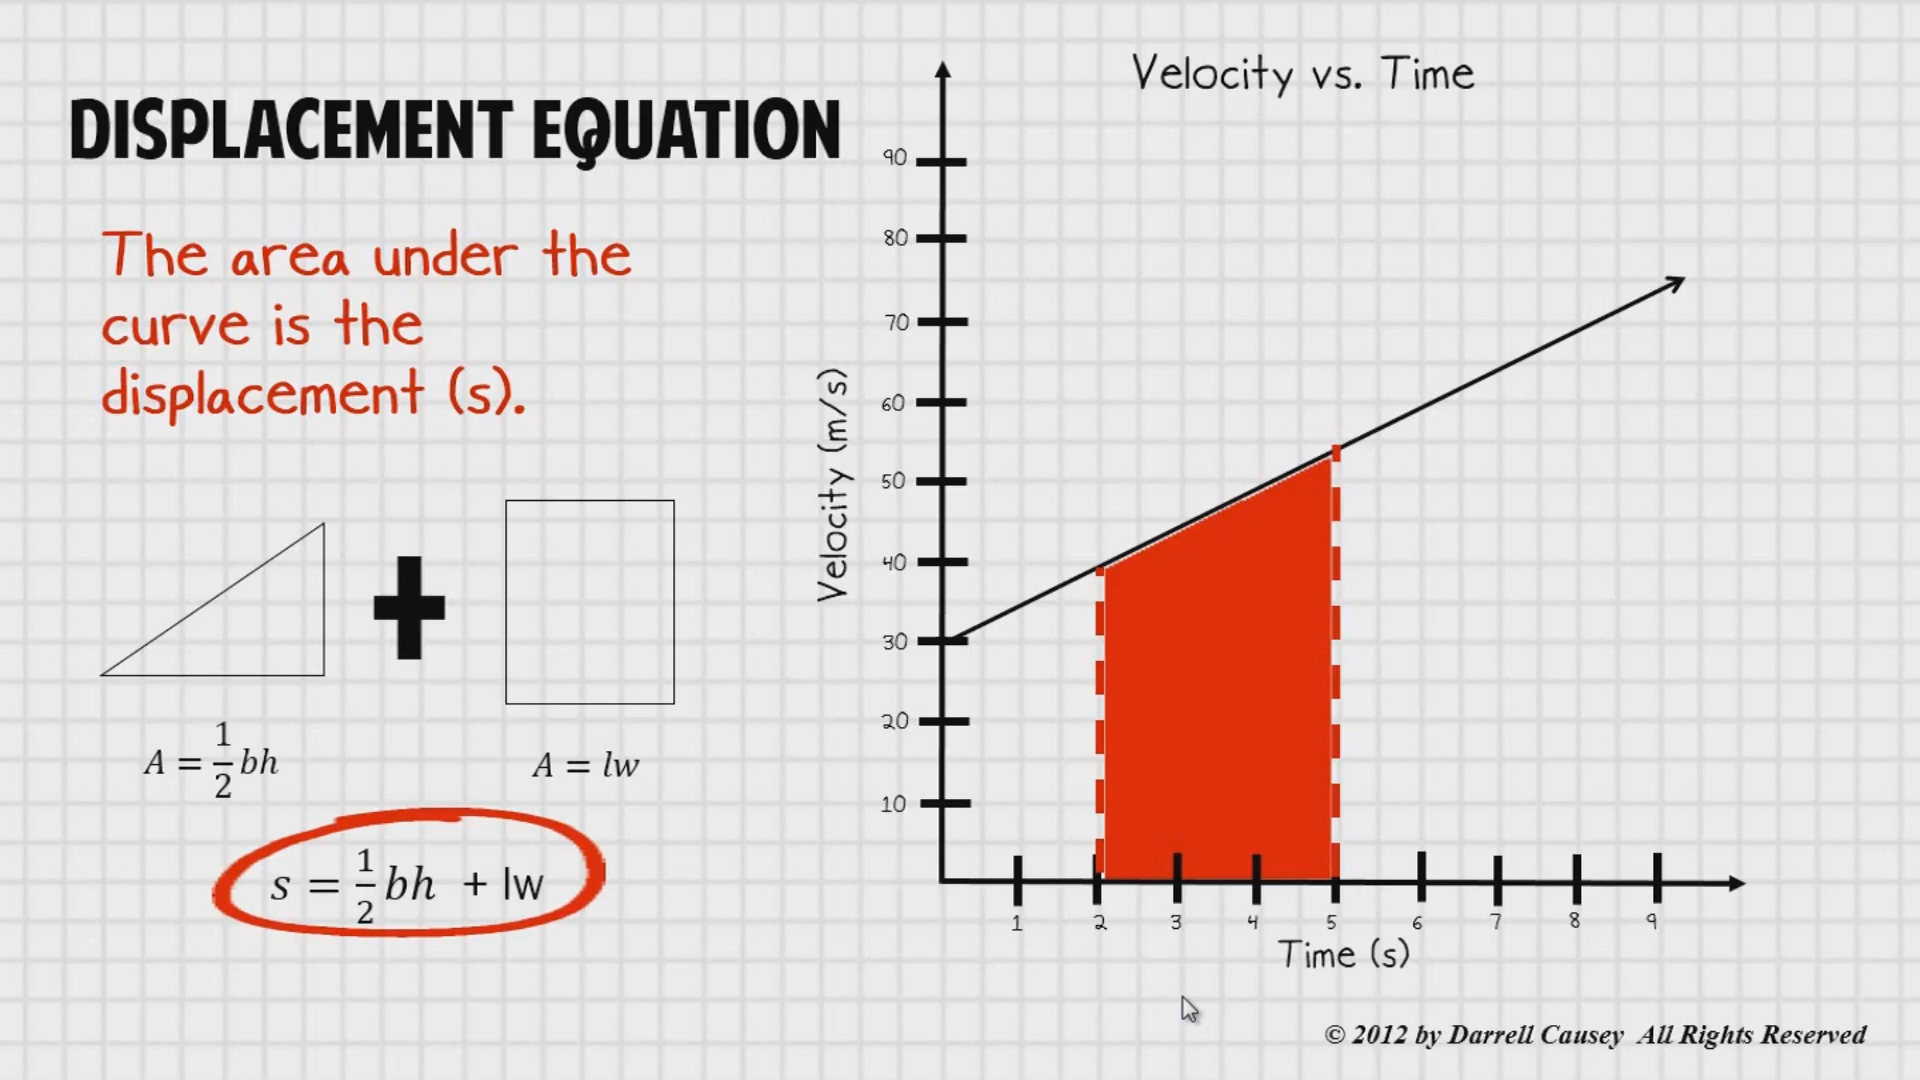 DISPLACEMENT EQUATION
The area under the
curve is the
displacement (s).
A = 1/2 bh
A = lw
s = 1/2 bh + lw
Velocity vs. Time
Velocity (m/s)
90
80
70
60
50
40
30
20
10
1 2 3 4 5 6 7 8 9
Time (s)
© 2012 by Darrell Causey All Rights Reserved